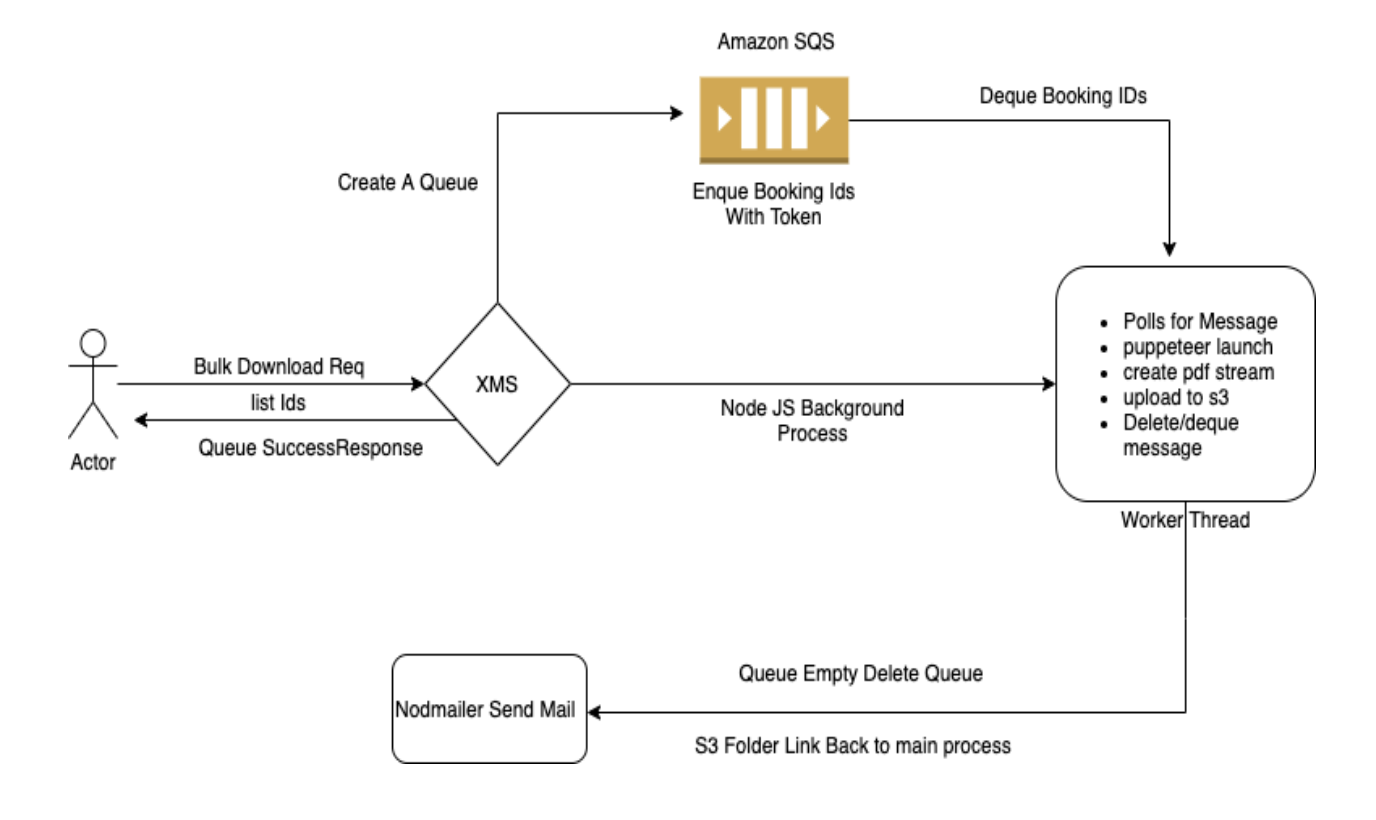 Amazon SQS
Deque Booking IDs
Create A Queue
Enque Booking Ids
With Token
Bulk Download Req
list Ids
Queue SuccessResponse
Actor
XMS
Node JS Background
Process
Polls for Message
puppeteer launch
create pdf stream
upload to s3
Delete/deque
message
Worker Thread
Queue Empty Delete Queue
Nodmailer Send Mail
S3 Folder Link Back to main process